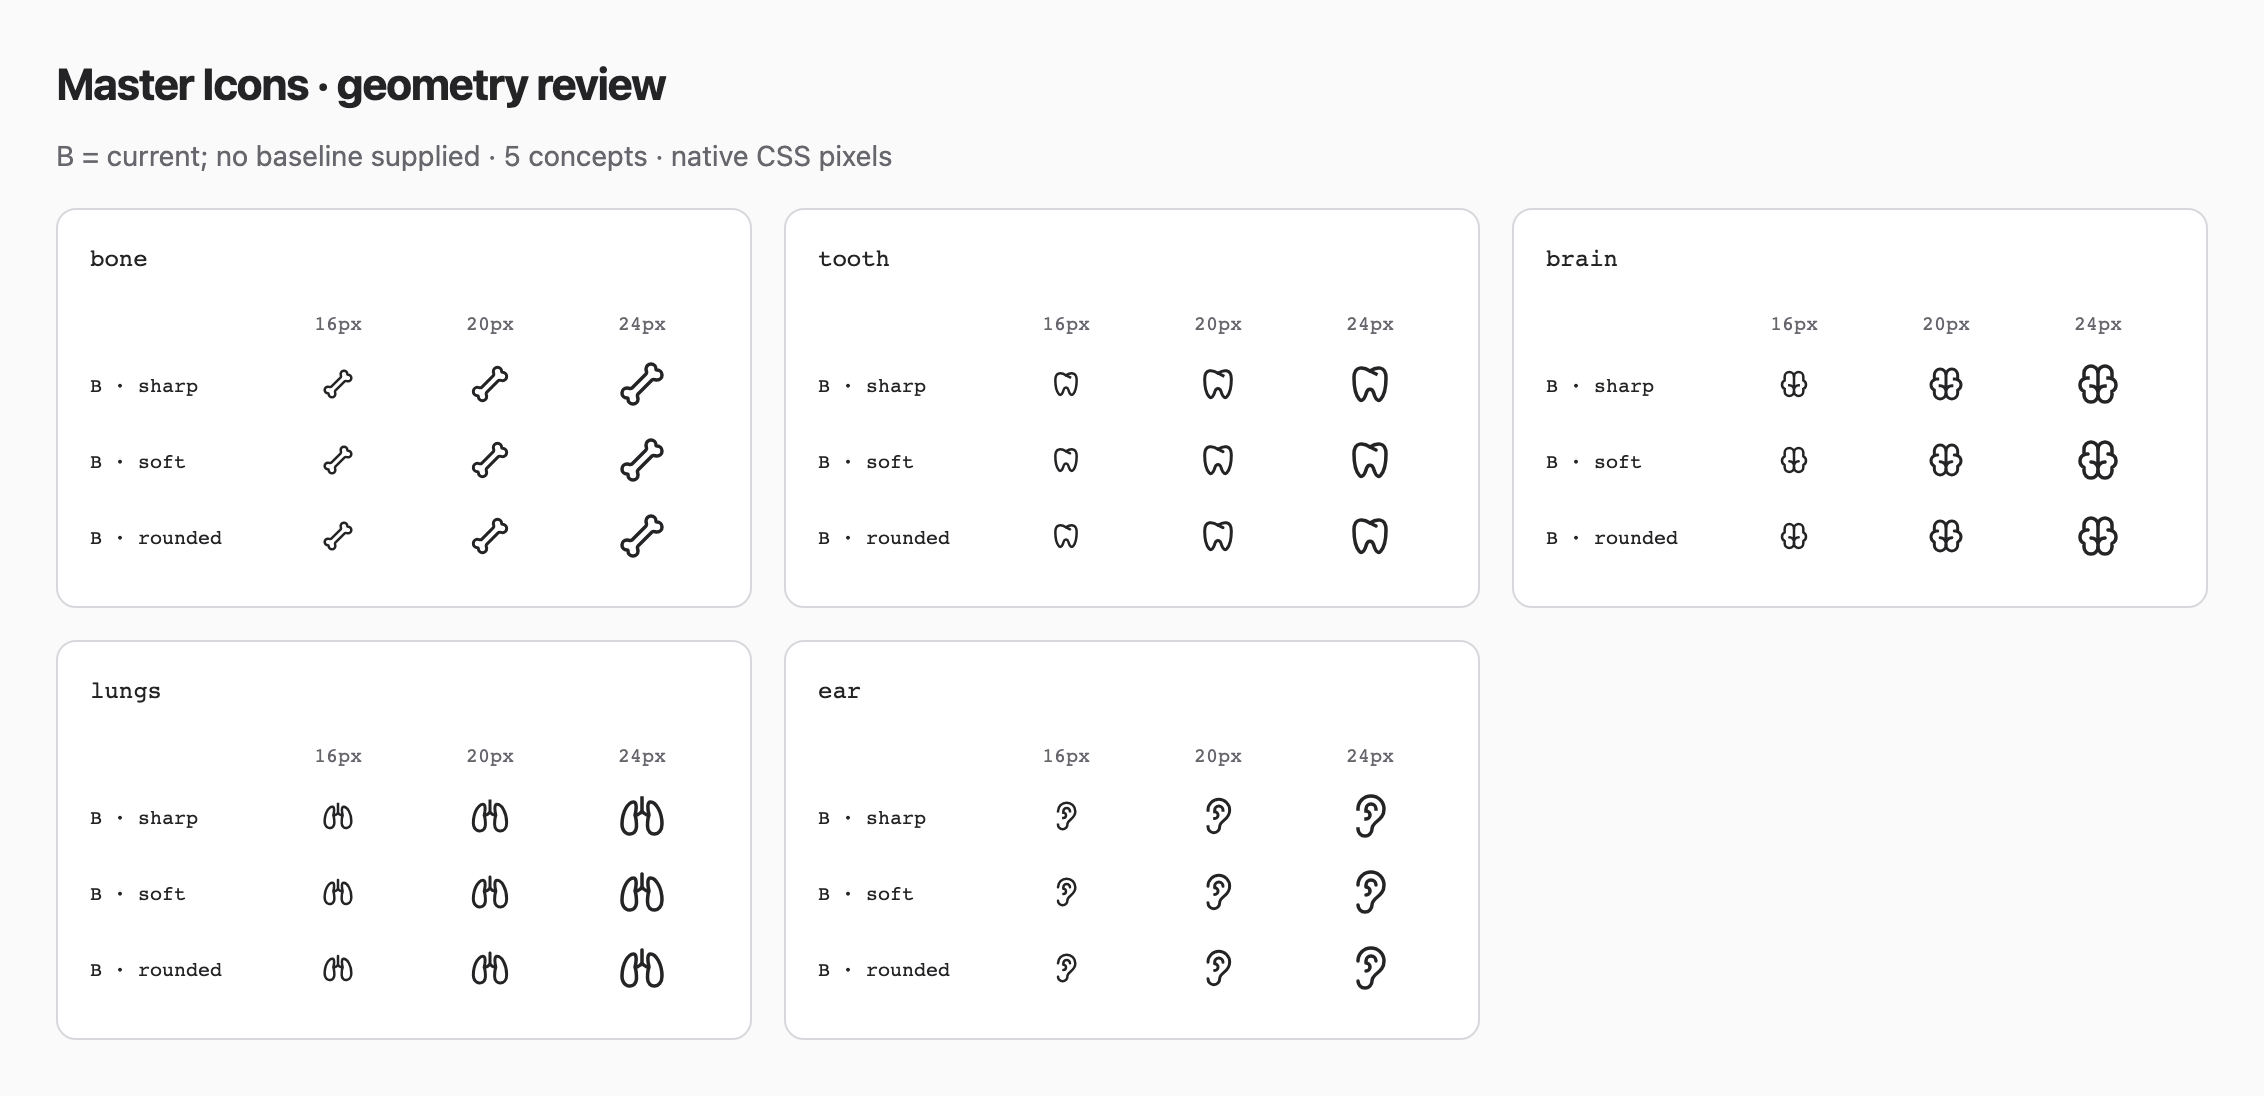 Master Icons · geometry review
B = current; no baseline supplied · 5 concepts · native CSS pixels
bone
16px 20px 24px
B · sharp
B · soft
B · rounded
tooth
16px 20px 24px
B · sharp
B · soft
B · rounded
brain
16px 20px 24px
B · sharp
B · soft
B · rounded
lungs
16px 20px 24px
B · sharp
B · soft
B · rounded
ear
16px 20px 24px
B · sharp
B · soft
B · rounded